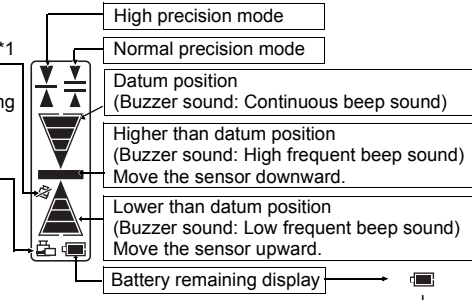 High precision mode
*1
Normal precision mode
Datum position
ng
(Buzzer sound: Continuous beep sound)
Higher than datum position
(Buzzer sound: High frequent beep sound)
Move the sensor downward.
Lower than datum position
(Buzzer sound: Low frequent beep sound)
Move the sensor upward.
Battery remaining display